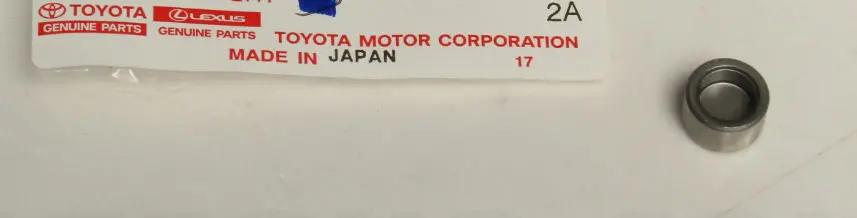 2A
TOYOTA LEXUS
GENUINE PARTS GENUINE PARTS
TOYOTA MOTOR CORPORATION
MADE IN JAPAN 17